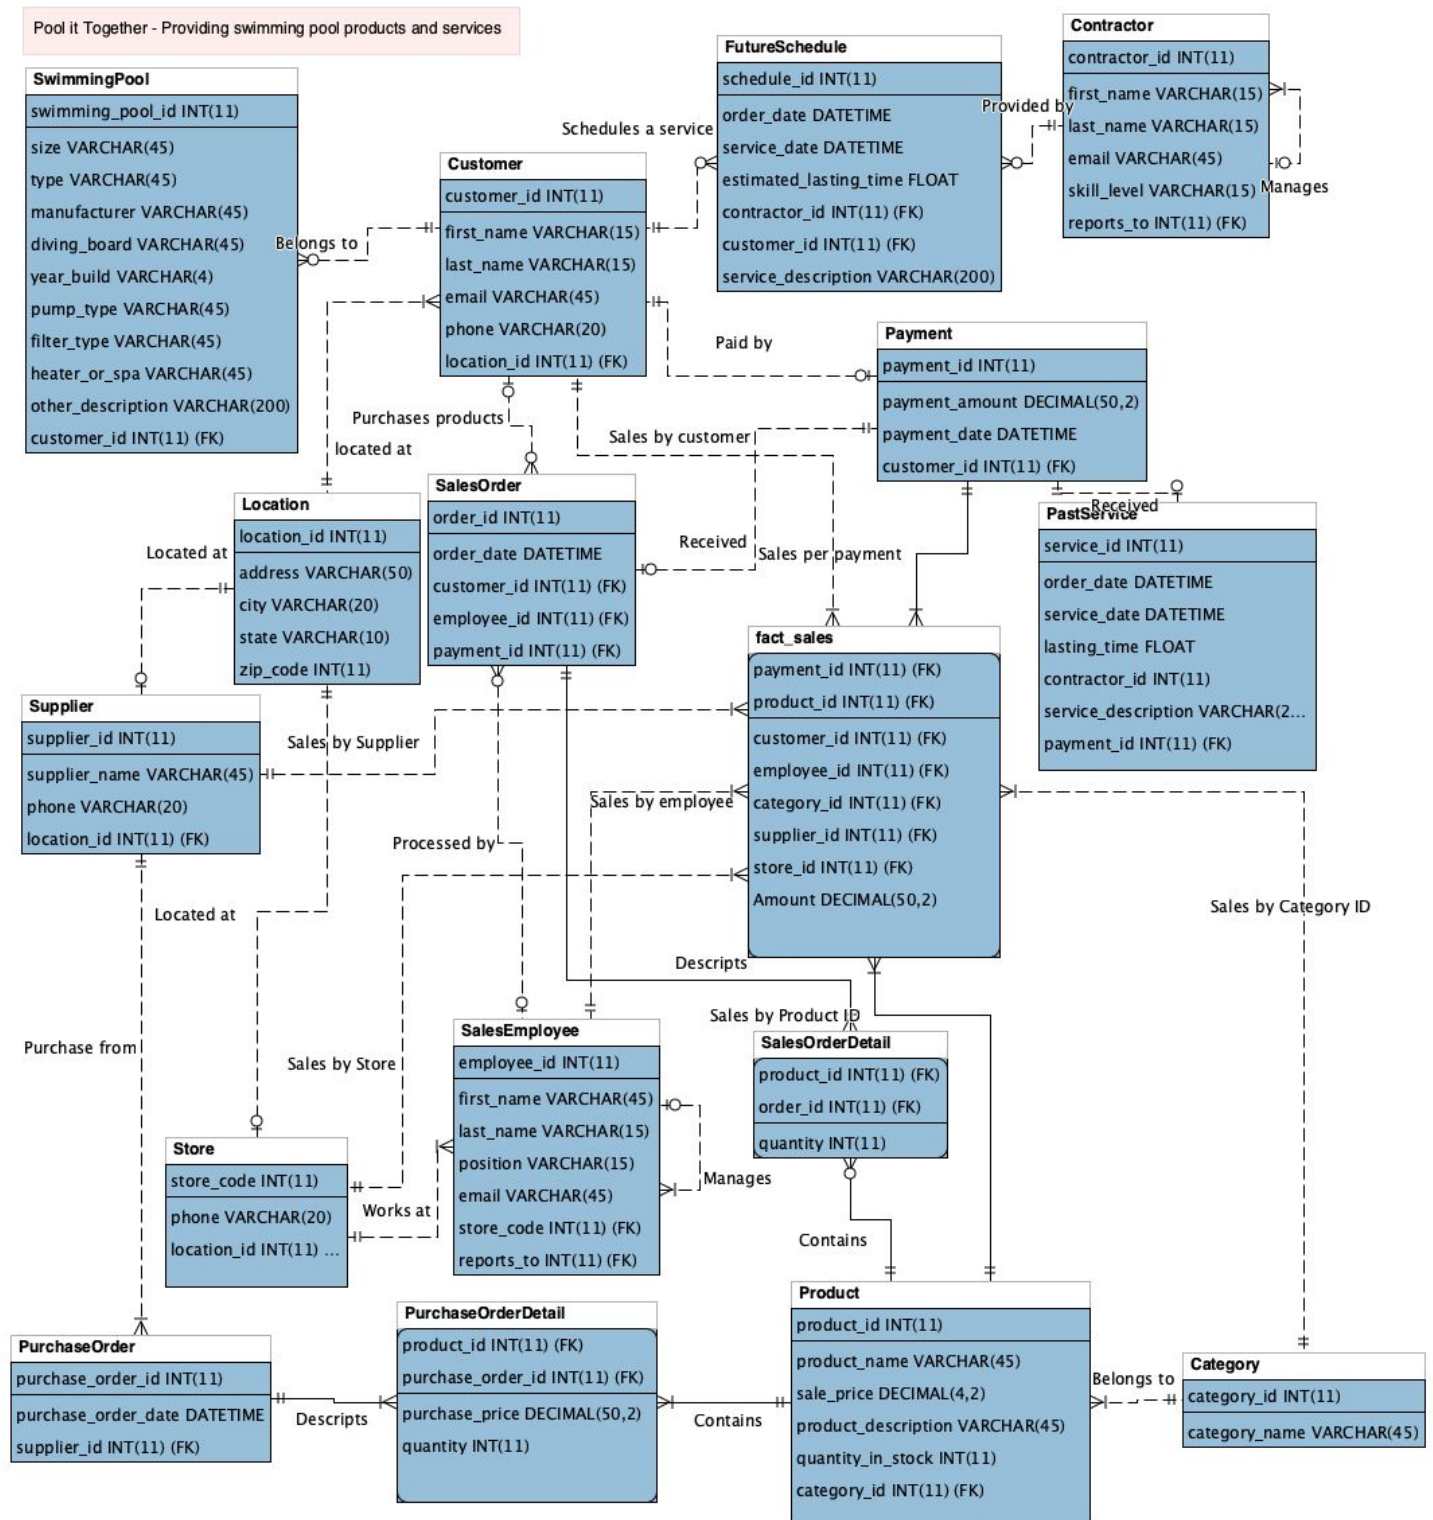 Pool it Together - Providing swimming pool products and services
SwimmingPool
swimming_pool_id INT(11)
size VARCHAR(45)
type VARCHAR(45)
manufacturer VARCHAR(45)
diving_board VARCHAR(45)
year_build VARCHAR(4)
pump_type VARCHAR(45)
filter_type VARCHAR(45)
heater_or_spa VARCHAR(45)
other_description VARCHAR(200)
customer_id INT(11) (FK)
Belongs to
Customer
customer_id INT(11)
first_name VARCHAR(15)
last_name VARCHAR(15)
email VARCHAR(45)
phone VARCHAR(20)
location_id INT(11) (FK)
Schedules a service
FutureSchedule
schedule_id INT(11)
order_date DATETIME
service_date DATETIME
estimated_lasting_time FLOAT
contractor_id INT(11) (FK)
customer_id INT(11) (FK)
service_description VARCHAR(200)
Provided by
Contractor
contractor_id INT(11)
first_name VARCHAR(15)
last_name VARCHAR(15)
email VARCHAR(45)
skill_level VARCHAR(15)
reports_to INT(11) (FK)
Manages
Paid by
Payment
payment_id INT(11)
payment_amount DECIMAL(50,2)
payment_date DATETIME
customer_id INT(11) (FK)
Purchases products
Sales by customer
located at
Location
location_id INT(11)
address VARCHAR(50)
city VARCHAR(20)
state VARCHAR(10)
zip_code INT(11)
Located at
SalesOrder
order_id INT(11)
order_date DATETIME
customer_id INT(11) (FK)
employee_id INT(11) (FK)
payment_id INT(11) (FK)
Received
Sales per payment
Received
PastService
service_id INT(11)
order_date DATETIME
service_date DATETIME
lasting_time FLOAT
contractor_id INT(11)
service_description VARCHAR(2...
payment_id INT(11) (FK)
fact_sales
payment_id INT(11) (FK)
product_id INT(11) (FK)
customer_id INT(11) (FK)
employee_id INT(11) (FK)
category_id INT(11) (FK)
supplier_id INT(11) (FK)
store_id INT(11) (FK)
Amount DECIMAL(50,2)
Supplier
supplier_id INT(11)
supplier_name VARCHAR(45)
phone VARCHAR(20)
location_id INT(11) (FK)
Sales by Supplier
Sales by employee
Processed by
Located at
Sales by Category ID
Descripts
Sales by Product ID
Purchase from
Sales by Store
SalesEmployee
employee_id INT(11)
first_name VARCHAR(45)
last_name VARCHAR(15)
position VARCHAR(15)
email VARCHAR(45)
store_code INT(11) (FK)
reports_to INT(11) (FK)
Manages
SalesOrderDetail
product_id INT(11) (FK)
order_id INT(11) (FK)
quantity INT(11)
Store
store_code INT(11)
phone VARCHAR(20)
location_id INT(11) ...
Works at
Contains
PurchaseOrder
purchase_order_id INT(11)
purchase_order_date DATETIME
supplier_id INT(11) (FK)
Descripts
PurchaseOrderDetail
product_id INT(11) (FK)
purchase_order_id INT(11) (FK)
purchase_price DECIMAL(50,2)
quantity INT(11)
Contains
Product
product_id INT(11)
product_name VARCHAR(45)
sale_price DECIMAL(4,2)
product_description VARCHAR(45)
quantity_in_stock INT(11)
category_id INT(11) (FK)
Belongs to
Category
category_id INT(11)
category_name VARCHAR(45)